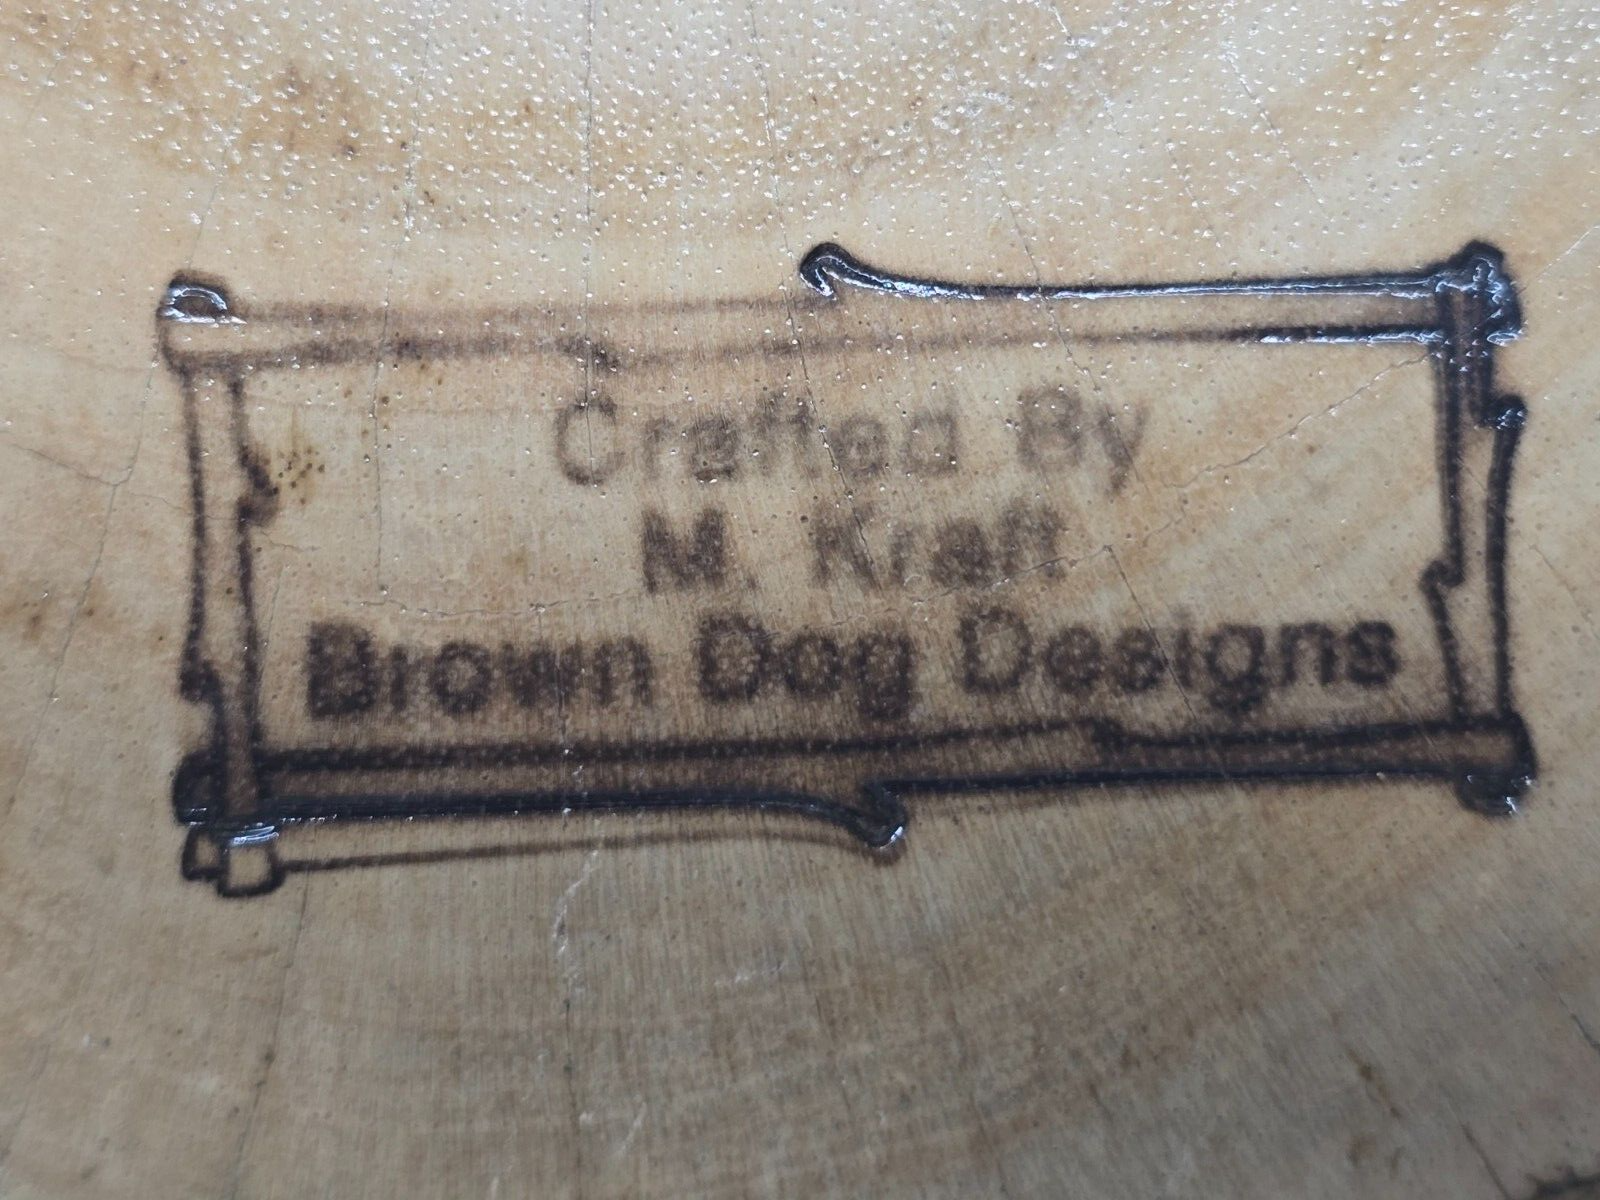 Crafted By
M. Kraft
Brown Dog Designs